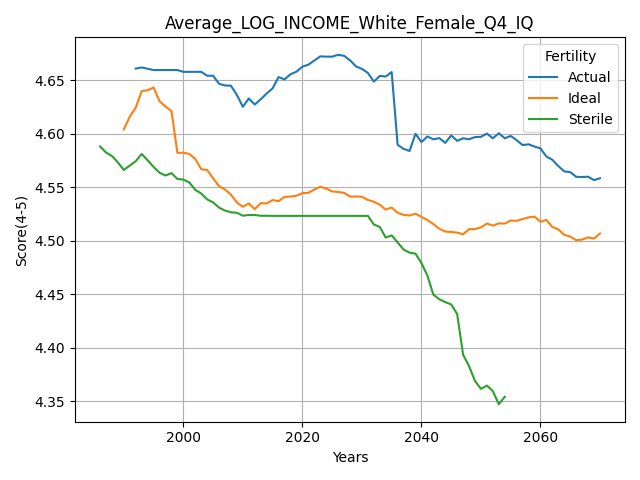 Average_LOG_INCOME_White_Female_Q4_IQ
Fertility
Actual
Ideal
Sterile
Score(4-5)
4.65
4.60
4.55
4.50
4.45
4.40
4.35
2000
2020
2040
2060
Years